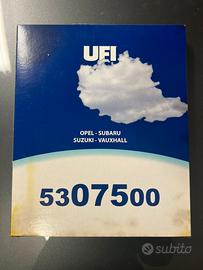 UFI
OPEL - SUBARU
SUZUKI - VAUXHALL
5307500
subito